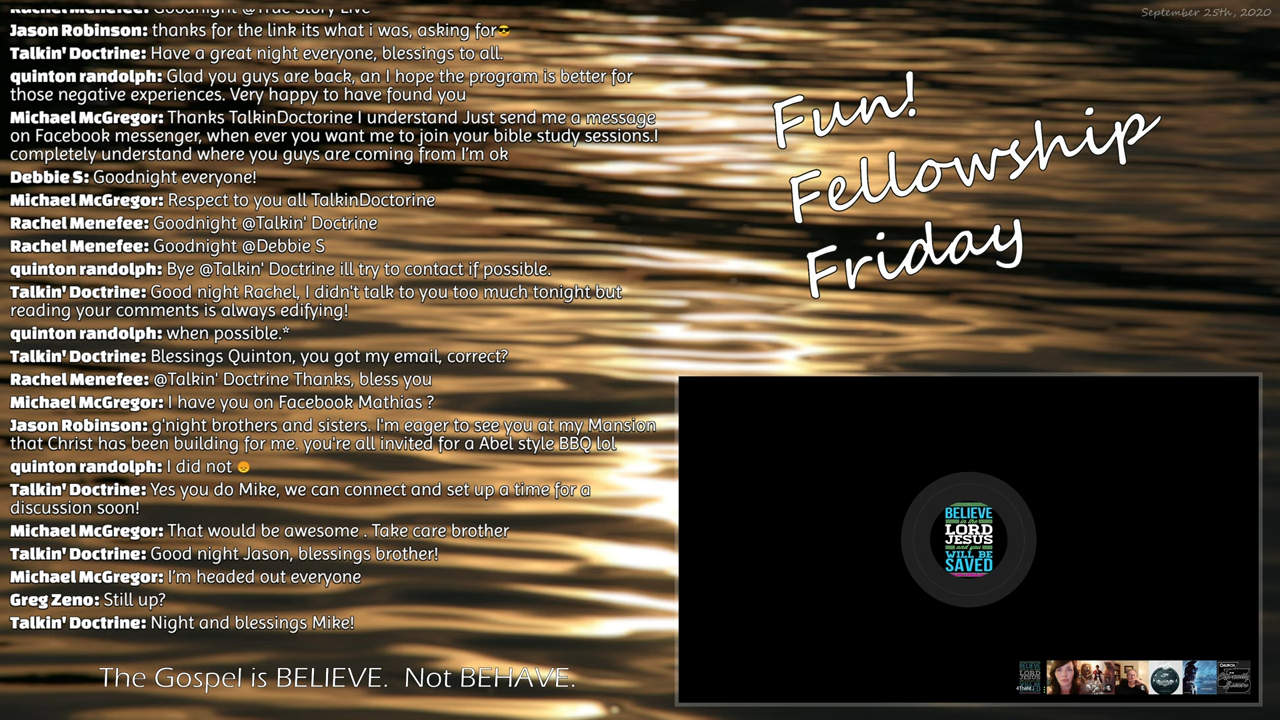 Rachel Menefee: Goodnight @True Story Live
Jason Robinson: thanks for the link its what i was, asking for😎
Talkin' Doctrine: Have a great night everyone, blessings to all.
quinton randolph: Glad you guys are back, an I hope the program is better for
those negative experiences. Very happy to have found you
Michael McGregor: Thanks TalkinDoctorine I understand Just send me a message
on Facebook messenger, when ever you want me to join your bible study sessions.I
completely understand where you guys are coming from I'm ok
Debbie S: Goodnight everyone!
Michael McGregor: Respect to you all TalkinDoctorine
Rachel Menefee: Goodnight @Talkin' Doctrine
Rachel Menefee: Goodnight @Debbie S
quinton randolph: Bye @Talkin' Doctrine ill try to contact if possible.
Talkin' Doctrine: Good night Rachel, I didn't talk to you too much tonight but
reading your comments is always edifying!
quinton randolph: when possible.*
Talkin' Doctrine: Blessings Quinton, you got my email, correct?
Rachel Menefee: @Talkin' Doctrine Thanks, bless you
Michael McGregor: I have you on Facebook Mathias ?
Jason Robinson: g'night brothers and sisters. I'm eager to see you at my Mansion
that Christ has been building for me. you're all invited for a Abel style BBQ lol
quinton randolph: I did not
Talkin' Doctrine: Yes you do Mike, we can connect and set up a time for a
discussion soon!
Michael McGregor: That would be awesome . Take care brother
Talkin' Doctrine: Good night Jason, blessings brother!
Michael McGregor: I'm headed out everyone
Greg Zeno: Still up?
Talkin' Doctrine: Night and blessings Mike!
The Gospel is BELIEVE. Not BEHAVE.
September 25th, 2020
Fun!
Fellowship
Friday
BELIEVE
in the
LORD
JESUS
and you
WILL BE
SAVED